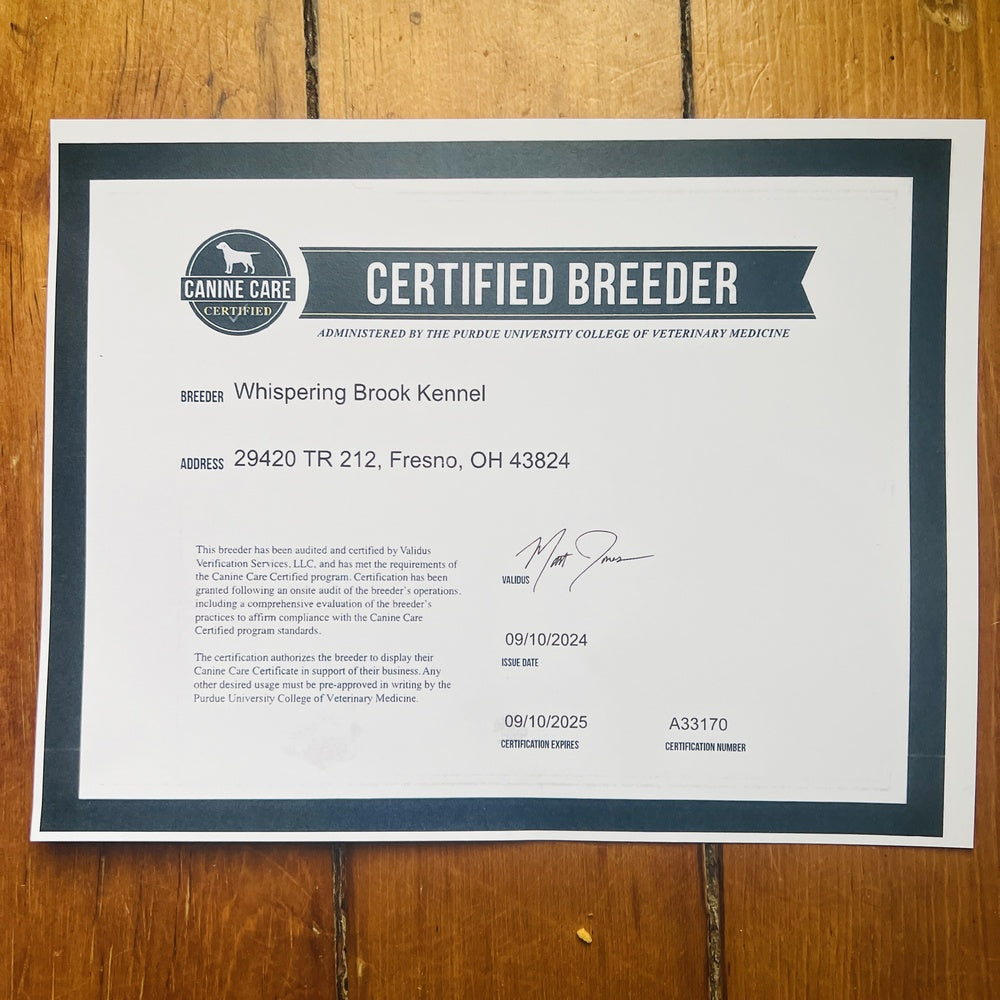 CANINE CARE
CERTIFIED
CERTIFIED BREEDER
ADMINISTERED BY THE PURDUE UNIVERSITY COLLEGE OF VETERINARY MEDICINE
BREEDER Whispering Brook Kennel
ADDRESS 29420 TR 212, Fresno, OH 43824
This breeder has been audited and certified by Validus
Verification Services, LLC, and has met the requirements of
the Canine Care Certified program. Certification has been
granted following an onsite audit of the breeder's operations,
including a comprehensive evaluation of the breeder's
practices to affirm compliance with the Canine Care
Certified program standards.
The certification authorizes the breeder to display their
Canine Care Certificate in support of their business. Any
other desired usage must be pre-approved in writing by the
Purdue University College of Veterinary Medicine.
Matt Jones
VALIDUS
09/10/2024
ISSUE DATE
09/10/2025
CERTIFICATION EXPIRES
A33170
CERTIFICATION NUMBER